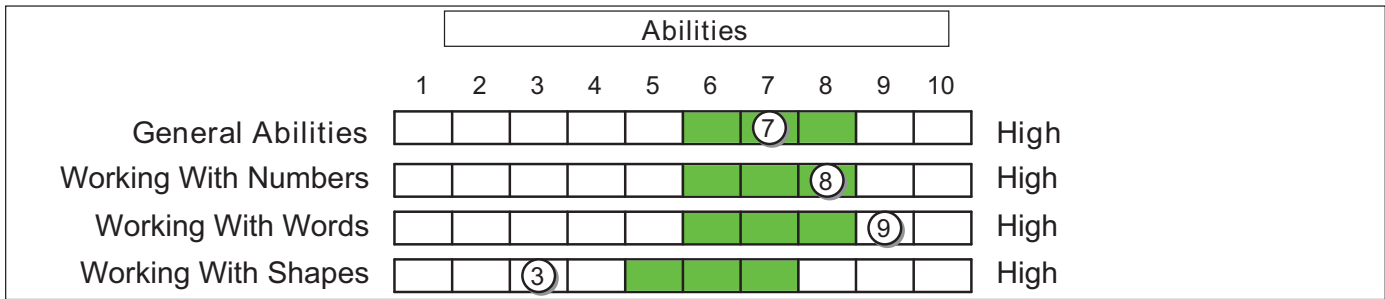 Abilities
1 2 3 4 5 6 7 8 9 10
General Abilities 7 High
Working With Numbers 8 High
Working With Words 9 High
Working With Shapes 3 High